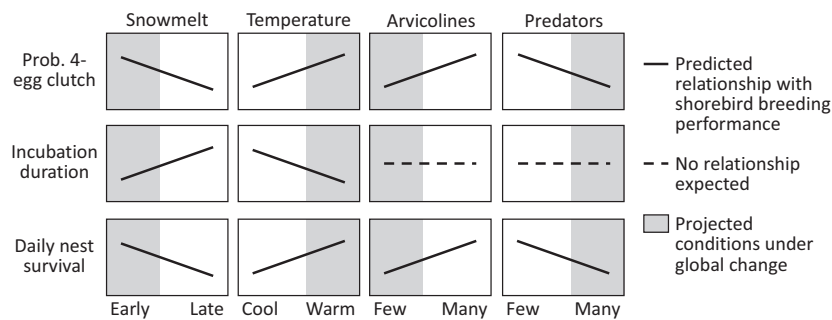 Snowmelt Temperature Arvicolines Predators
Prob. 4-
egg clutch
Incubation
duration
Daily nest
survival
Early Late Cool Warm Few Many Few Many
Predicted
relationship with
shorebird breeding
performance
No relationship
expected
Projected
conditions under
global change